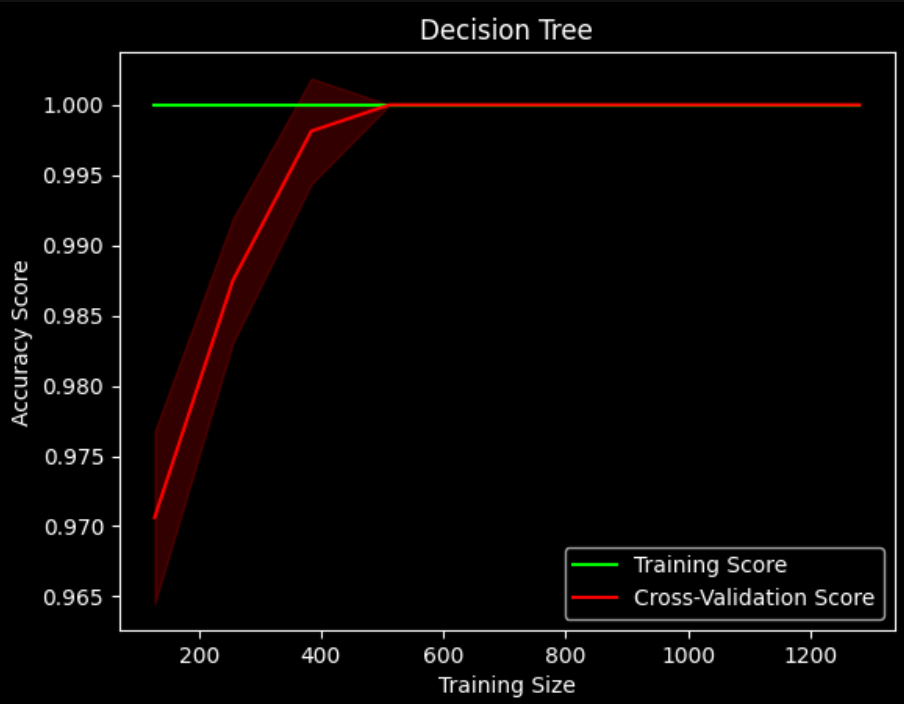 Decision Tree
1.000
0.995
0.990
0.985
0.980
0.975
0.970
0.965
Accuracy Score
Training Score
Cross-Validation Score
200 400 600 800 1000 1200
Training Size